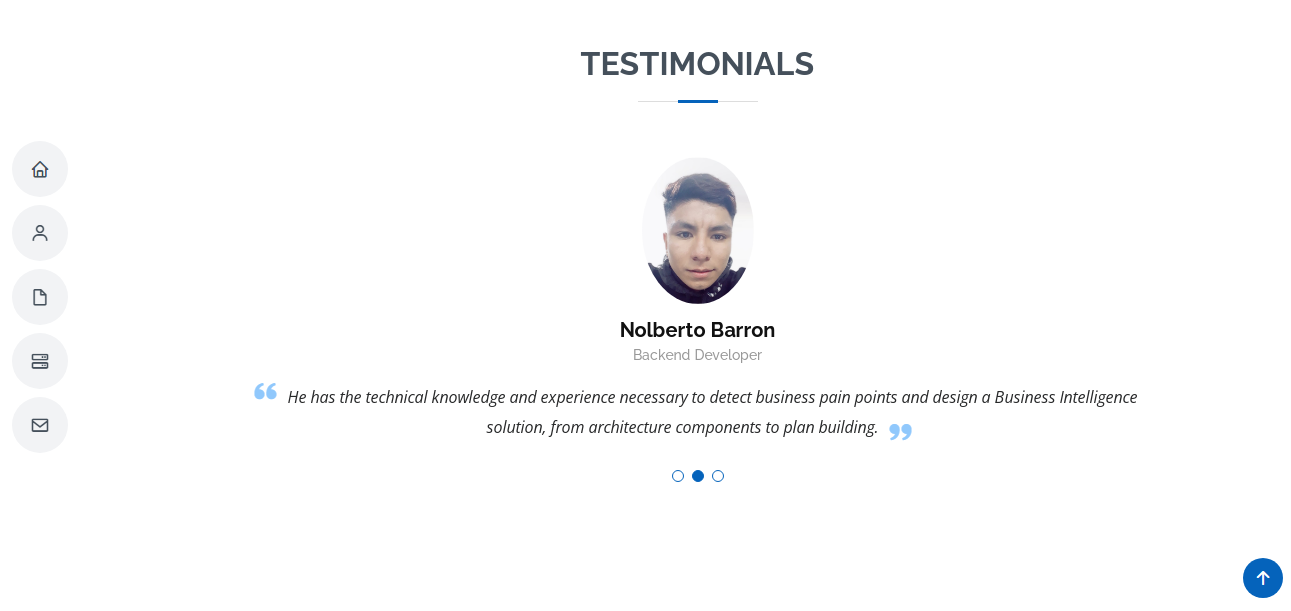 TESTIMONIALS
Nolberto Barron
Backend Developer
“ He has the technical knowledge and experience necessary to detect business pain points and design a Business Intelligence
solution, from architecture components to plan building. ”